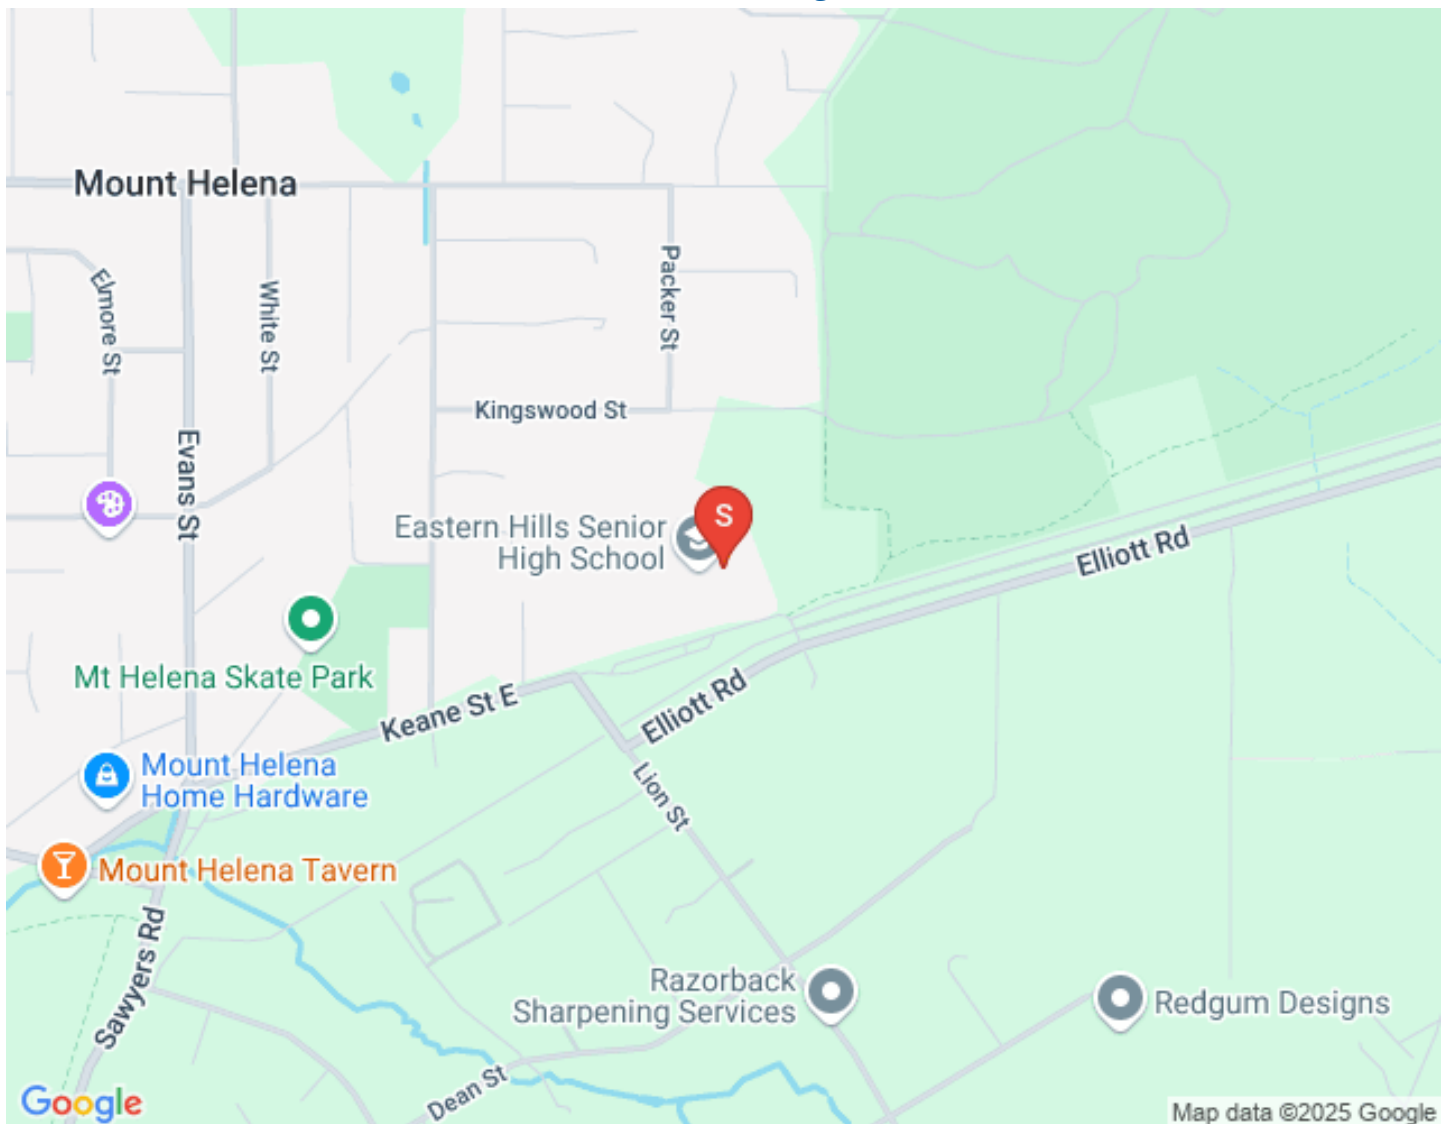 Mount Helena
Elmore St
White St
Packer St
Kingswood St
Evans St
S
Eastern Hills Senior
High School
Elliott Rd
Mt Helena Skate Park
Keane St E
Elliott Rd
Mount Helena
Home Hardware
Lion St
Mount Helena Tavern
Sawyers Rd
Razorback
Sharpening Services
Redgum Designs
Dean St
Google
Map data ©2025 Google